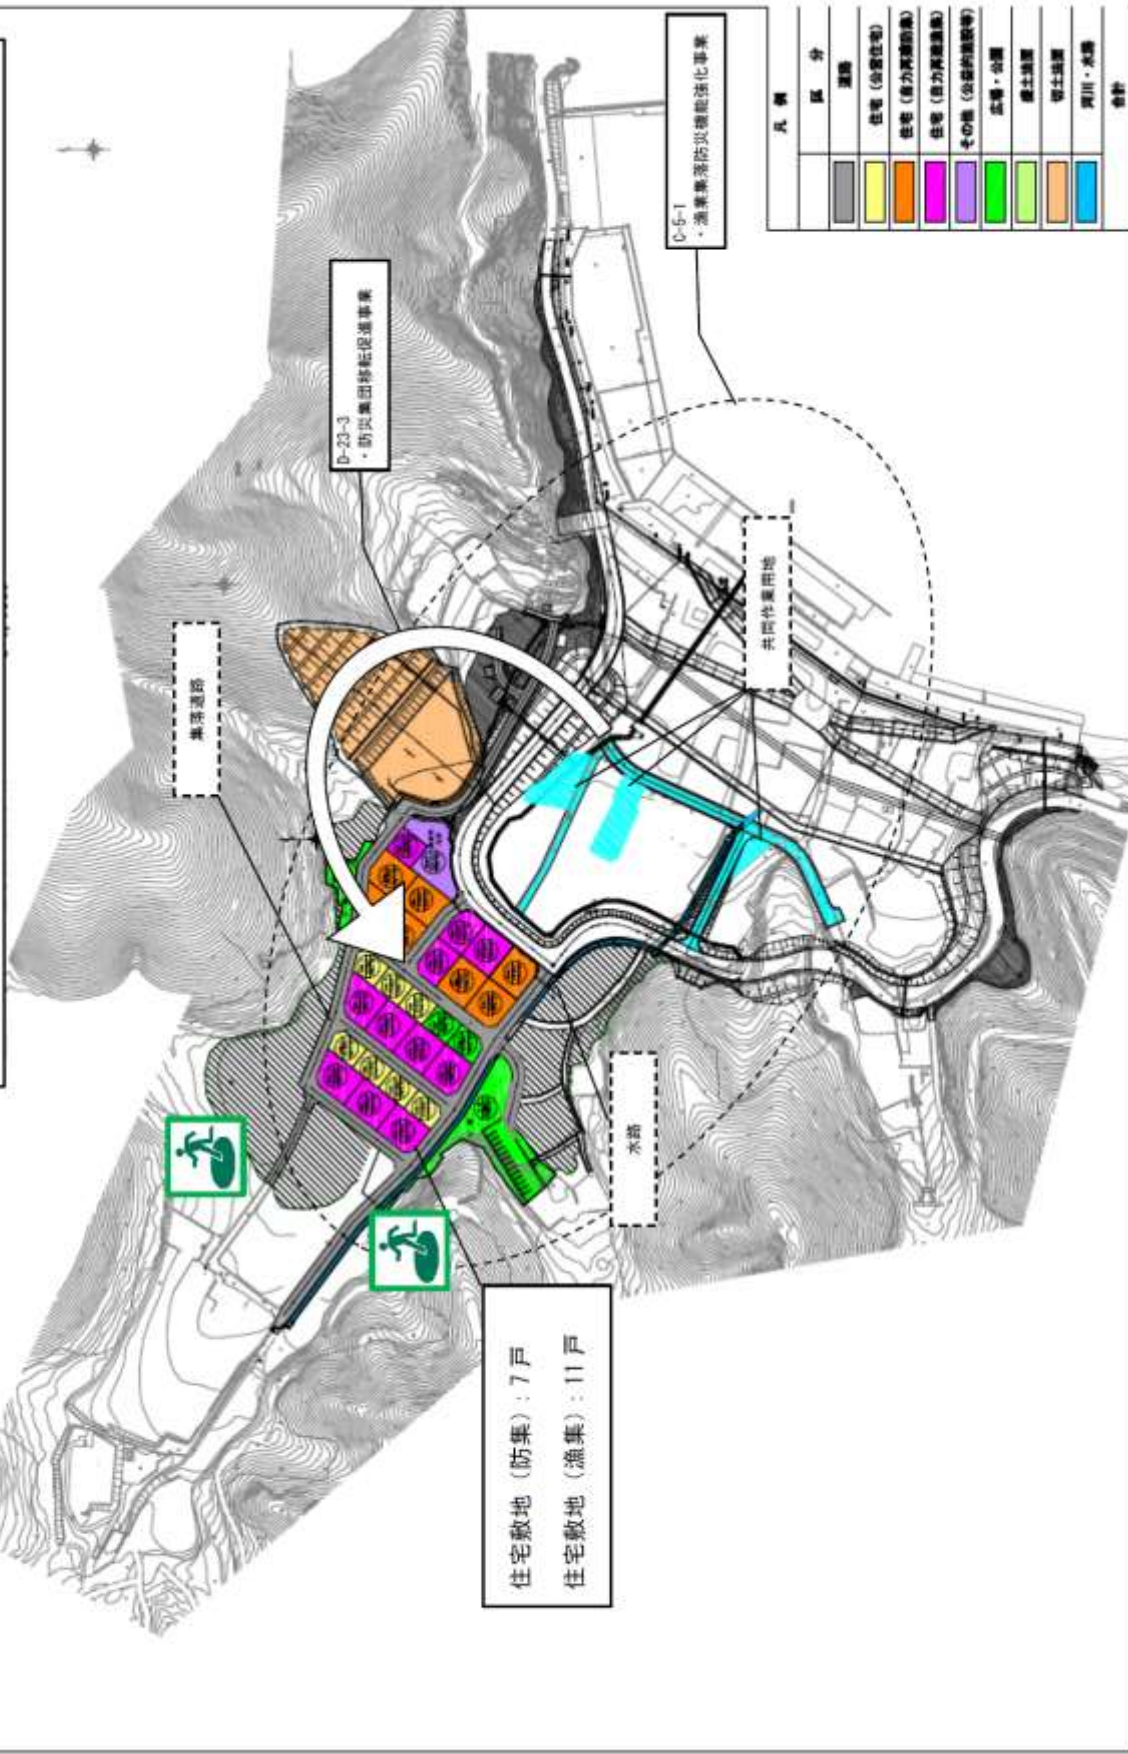 D-23-3
・防災集団移転促進事業
C-5-1
・漁業集落防災機能強化事業
集落道路
共同作業用地
水路
住宅敷地（防集）：7戸
住宅敷地（漁集）：11戸
凡例
区分
道路
住宅（公営住宅）
住宅（自力再建防集）
住宅（自力再建漁集）
その他（公益的施設等）
広場・公園
盛土法面
切土法面
河川・水路
合計